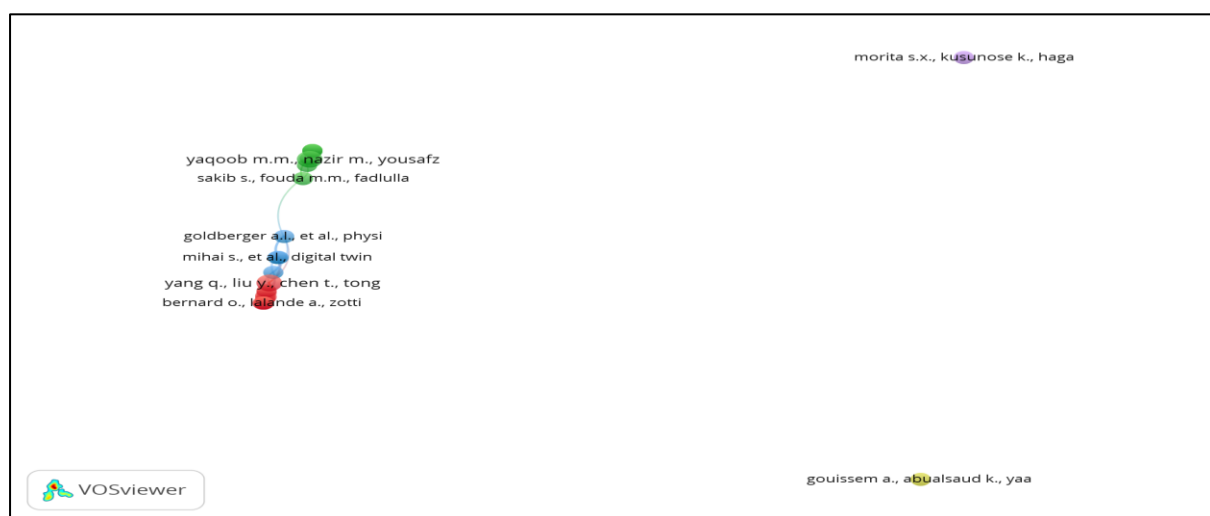 morita s.x., kusunose k., haga
yaqoob m.m., nazir m., yousafz
sakib s., fouda m.m., fadlulla
goldberger a.l., et al., physi
mihai s., et al., digital twin
yang q., liu y., chen t., tong
bernard o., lalande a., zotti
gouissem a., abualsaud k., yaa
VOSviewer